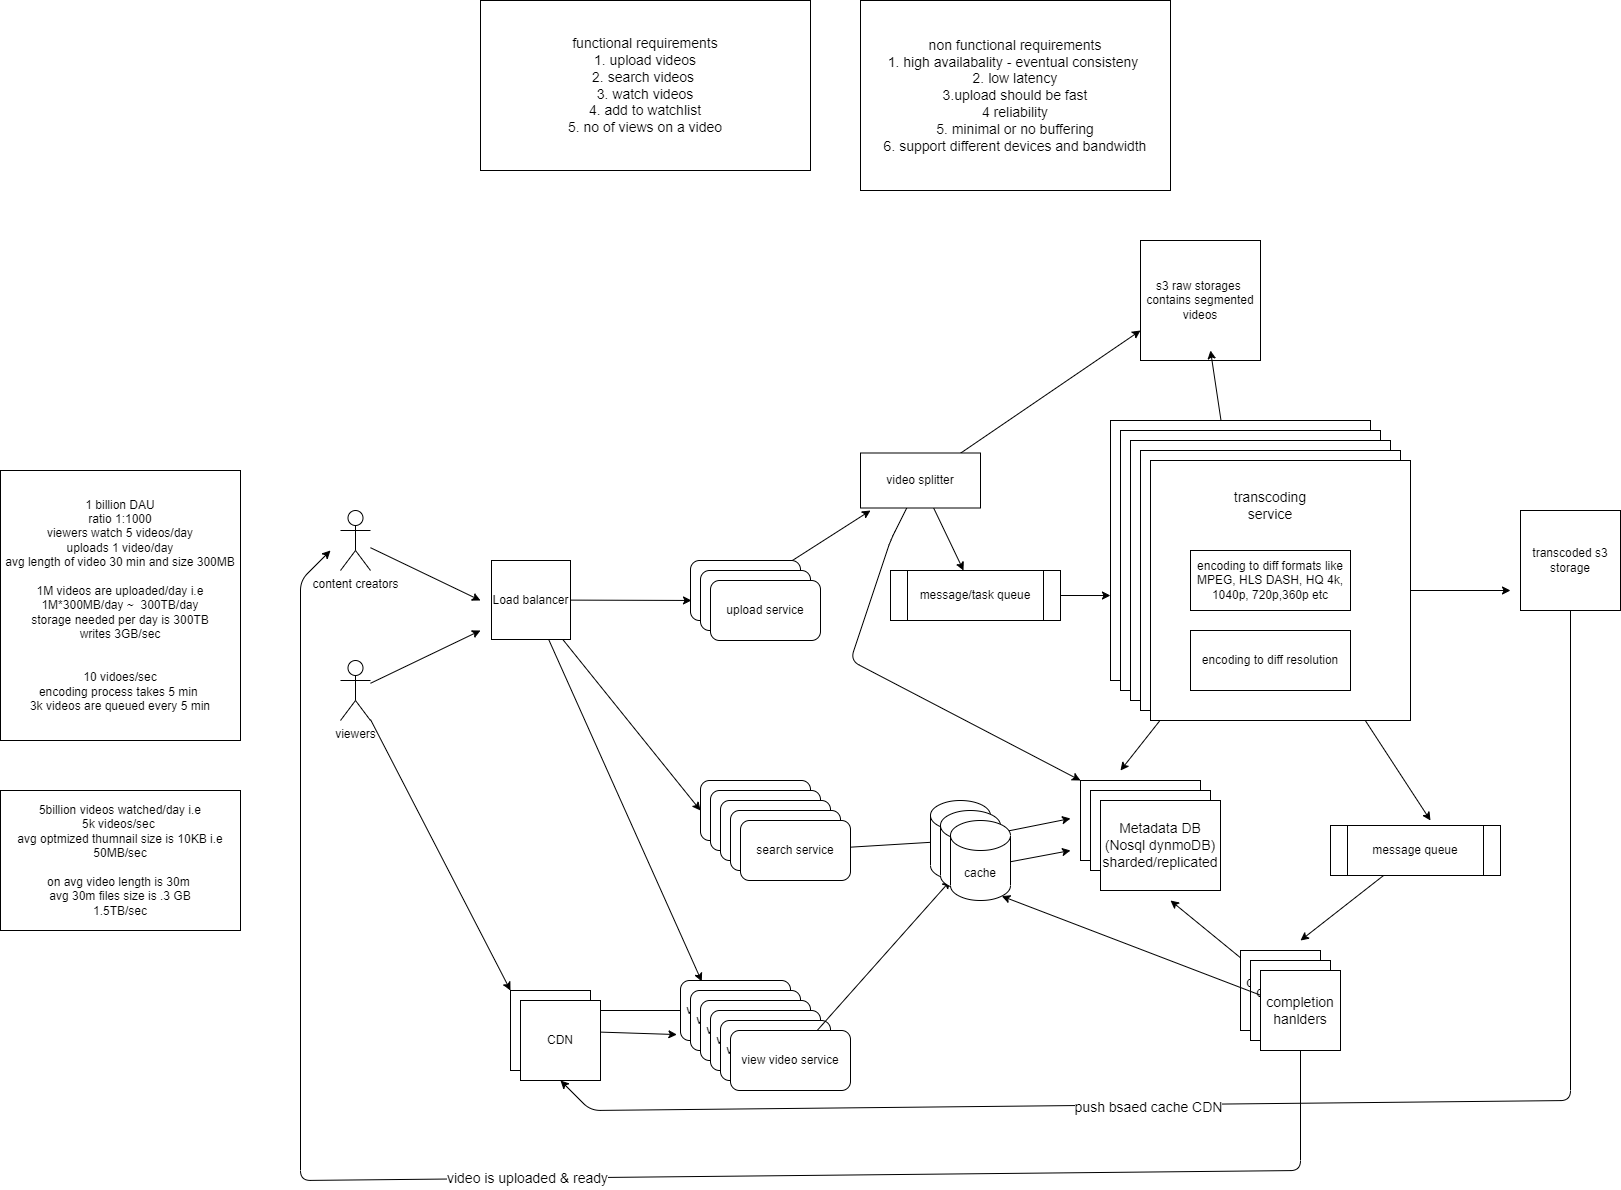 functional requirements
1. upload videos
2. search videos
3. watch videos
4. add to watchlist
5. no of views on a video
non functional requirements
1. high availabality - eventual consisteny
2. low latency
3.upload should be fast
4 reliability
5. minimal or no buffering
6. support different devices and bandwidth
s3 raw storages
contains segmented
videos
1 billion DAU
ratio 1:1000
viewers watch 5 videos/day
uploads 1 video/day
avg length of video 30 min and size 300MB
1M videos are uploaded/day i.e
1M*300MB/day ~ 300TB/day
storage needed per day is 300TB
writes 3GB/sec
10 vidoes/sec
encoding process takes 5 min
3k videos are queued every 5 min
content creators
viewers
Load balancer
upload service
video splitter
message/task queue
transcoding
service
encoding to diff formats like
MPEG, HLS DASH, HQ 4k,
1040p, 720p,360p etc
encoding to diff resolution
transcoded s3
storage
5billion videos watched/day i.e
5k videos/sec
avg optmized thumnail size is 10KB i.e
50MB/sec
on avg video length is 30m
avg 30m files size is .3 GB
1.5TB/sec
search service
cache
Metadata DB
(Nosql dynmoDB)
sharded/replicated
message queue
completion
hanlders
CDN
view video service
push bsaed cache CDN
video is uploaded & ready